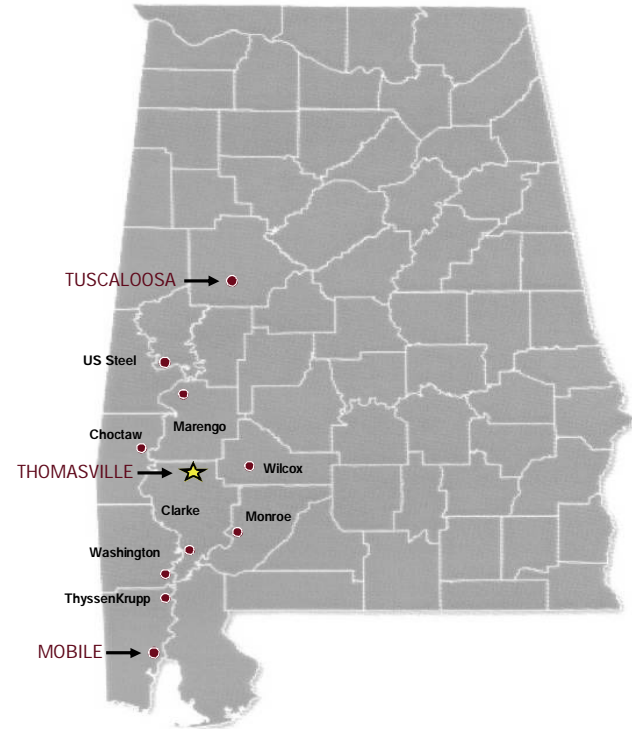 TUSCALOOSA
US Steel
Marengo
Choctaw
THOMASVILLE
Wilcox
Clarke
Monroe
Washington
ThyssenKrupp
MOBILE